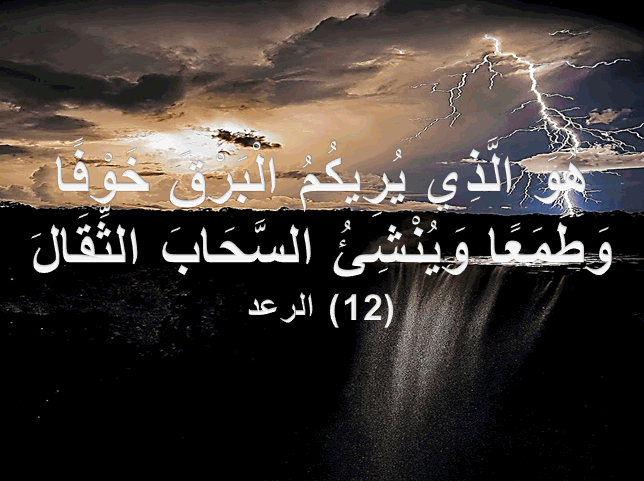 هُوَ الَّذِي يُرِيكُمُ الْبَرْقَ خَوْفًا
وَطَمَعًا وَيُنْشِئُ السَّحَابَ الثِّقَالَ
(12) الرعد